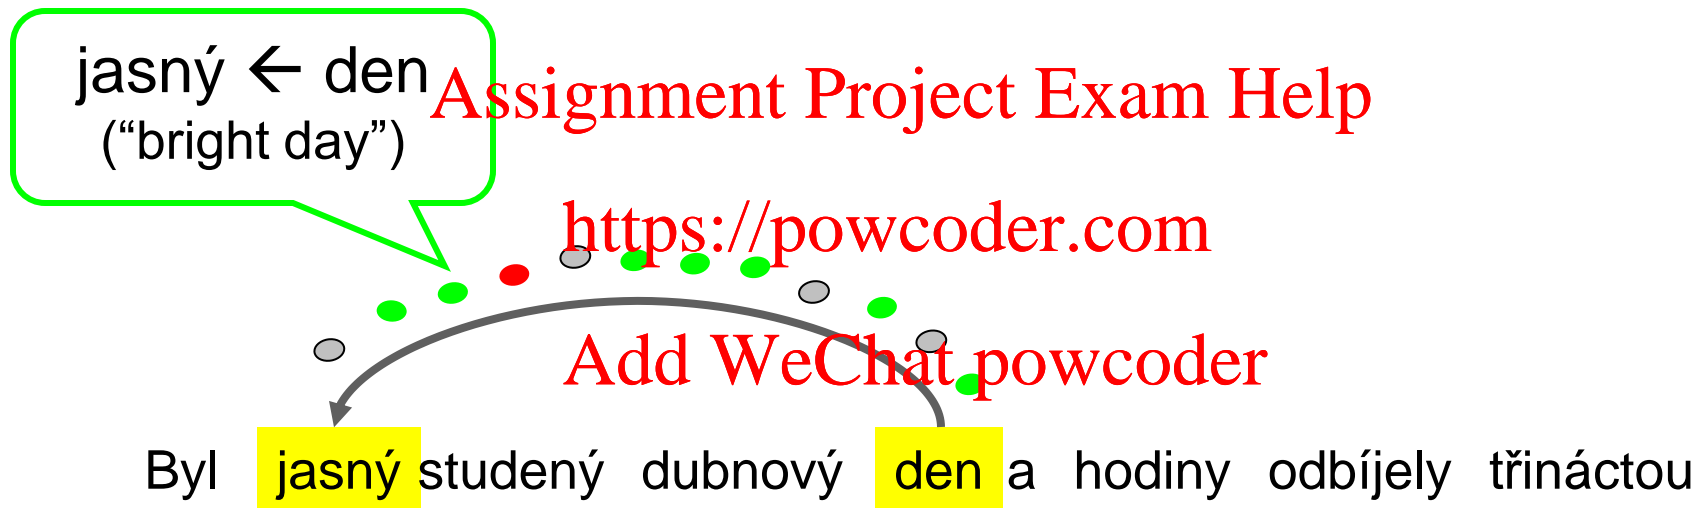 jasný ← den
(“bright day”)
Assignment Project Exam Help
https://powcoder.com
Add WeChat powcoder
Byl jasný studený dubnový den a hodiny odbíjely třináctou